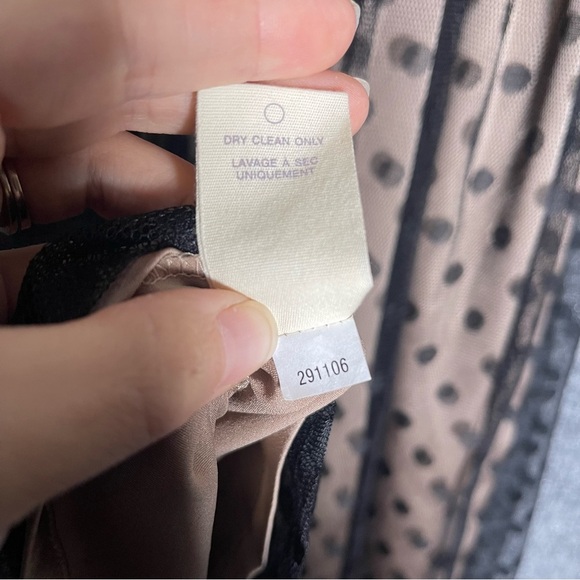 DRY CLEAN ONLY
LAVAGE À SEC
UNIQUEMENT
291106